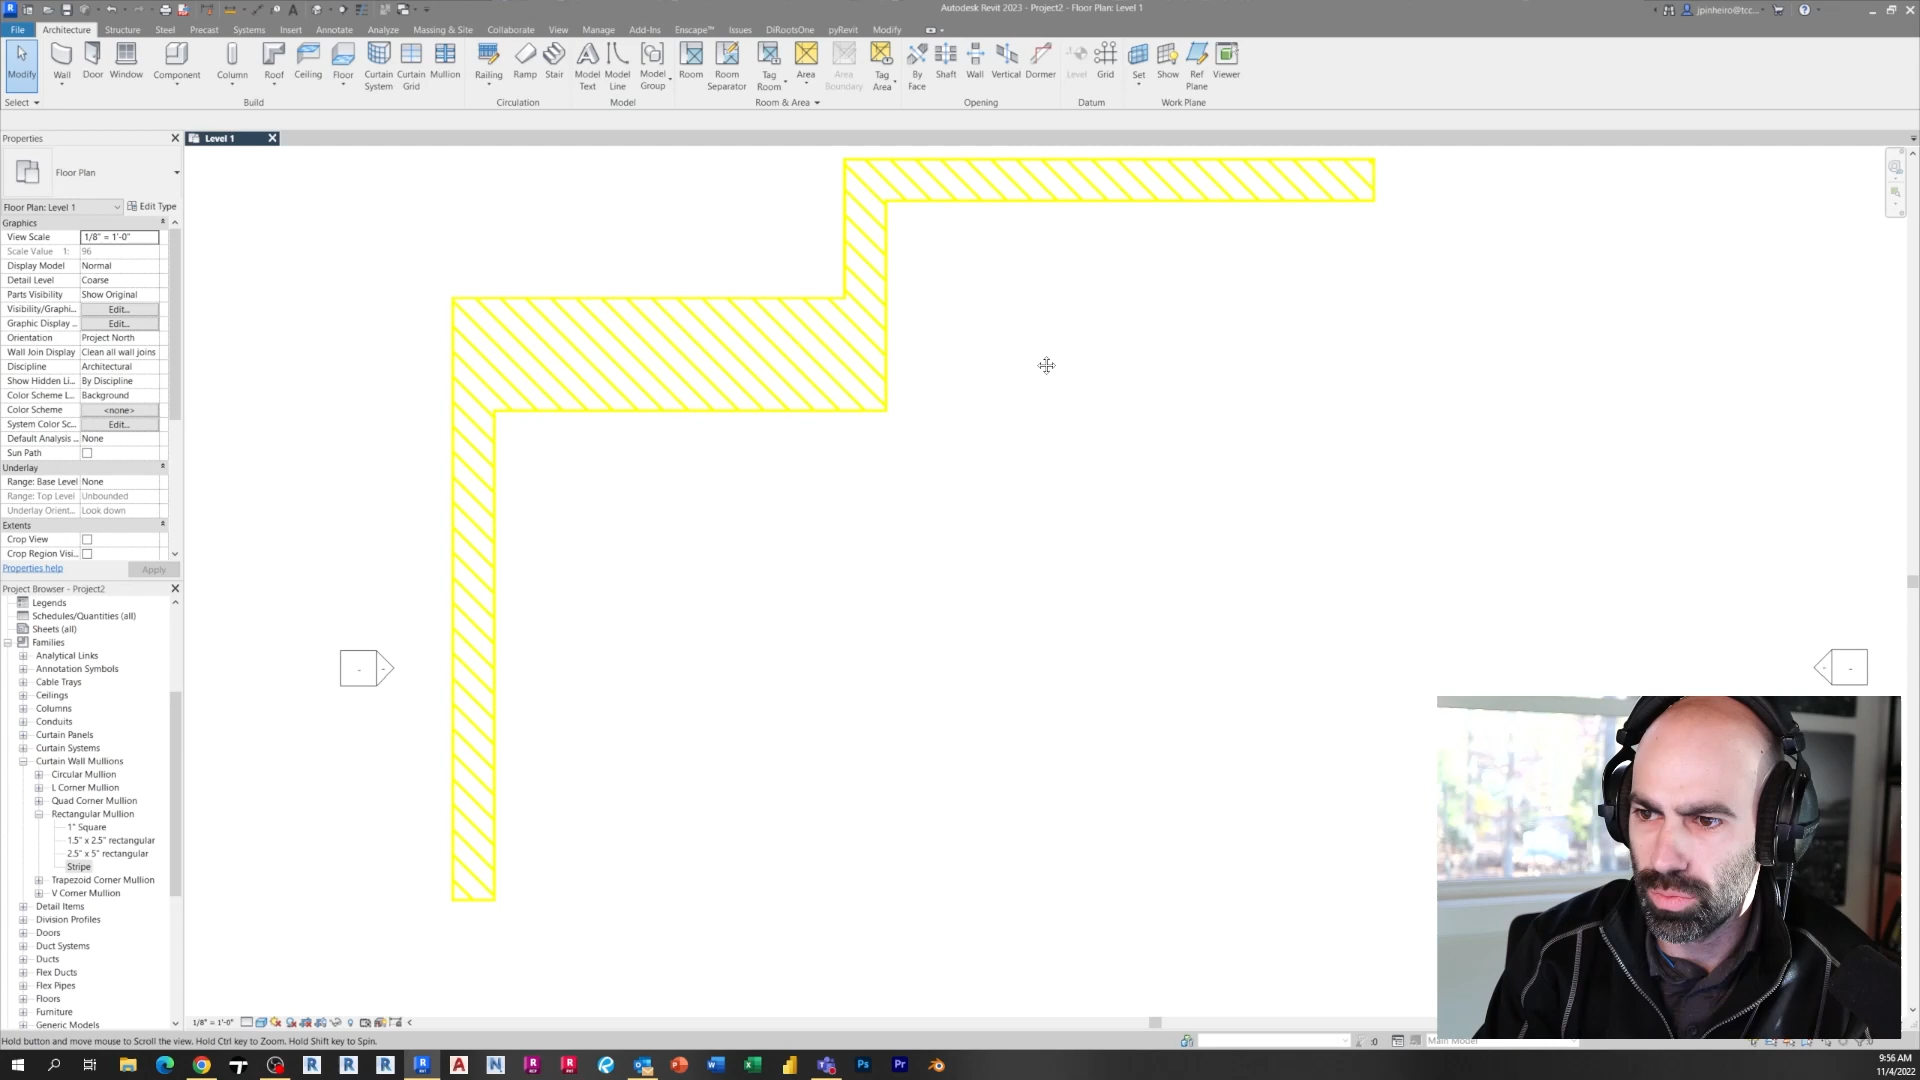 Autodesk Revit 2023 - Project2 - Floor Plan: Level 1
jpinheiro@tcc...
File Architecture Structure Steel Precast Systems Insert Annotate Analyze Massing & Site Collaborate View Manage Add-Ins Enscape™ Issues DiRootsOne pyRevit Modify
Modify Wall Door Window Component Column Roof Ceiling Floor Curtain System Curtain Grid Mullion Railing Ramp Stair Model Text Model Line Model Group Room Room Separator Tag Room Area Area Boundary Tag Area By Face Shaft Wall Vertical Dormer Level Grid Set Show Ref Plane Viewer
Select Build Circulation Model Room & Area Opening Datum Work Plane
Properties
Level 1
Floor Plan
Floor Plan: Level 1 Edit Type
Graphics
View Scale 1/8" = 1'-0"
Scale Value 1: 96
Display Model Normal
Detail Level Coarse
Parts Visibility Show Original
Visibility/Graphi... Edit...
Graphic Display ... Edit...
Orientation Project North
Wall Join Display Clean all wall joins
Discipline Architectural
Show Hidden Li... By Discipline
Color Scheme L... Background
Color Scheme <none>
System Color Sc... Edit...
Default Analysis ... None
Sun Path
Underlay
Range: Base Level None
Range: Top Level Unbounded
Underlay Orient... Look down
Extents
Crop View
Crop Region Visi...
Properties help Apply
Project Browser - Project2
Legends
Schedules/Quantities (all)
Sheets (all)
Families
Analytical Links
Annotation Symbols
Cable Trays
Ceilings
Columns
Conduits
Curtain Panels
Curtain Systems
Curtain Wall Mullions
Circular Mullion
L Corner Mullion
Quad Corner Mullion
Rectangular Mullion
1" Square
1.5" x 2.5" rectangular
2.5" x 5" rectangular
Stripe
Trapezoid Corner Mullion
V Corner Mullion
Detail Items
Division Profiles
Doors
Duct Systems
Ducts
Flex Ducts
Flex Pipes
Floors
Furniture
Generic Models
1/8" = 1'-0"
Hold button and move mouse to Scroll the view. Hold Ctrl key to Zoom. Hold Shift key to Spin.
:0 Main Model
9:56 AM
11/4/2022